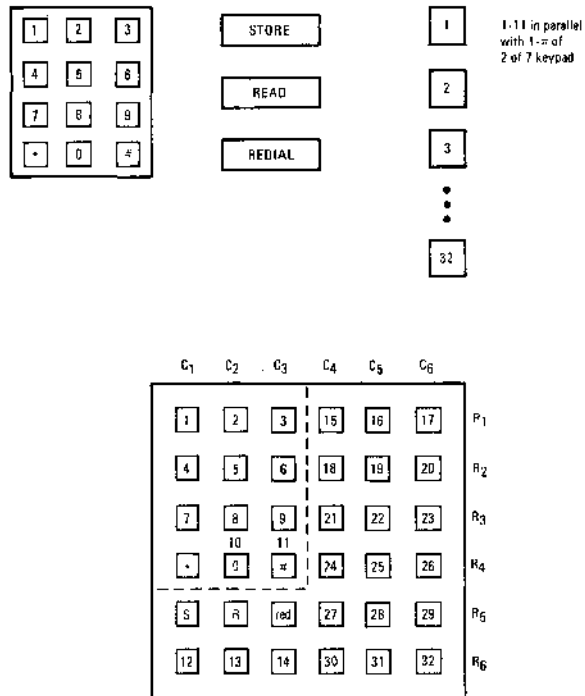 1 2 3
4 5 6
7 8 9
* 0 #
STORE
READ
REDIAL
1
2
3
32
1-11 in parallel
with 1-# of
2 of 7 keypad
C1 C2 C3 C4 C5 C6
1 2 3 15 16 17 R1
4 5 6 18 19 20 R2
7 8 9 21 22 23 R3
10 11
* 0 # 24 25 26 R4
S R red 27 28 29 R5
12 13 14 30 31 32 R6